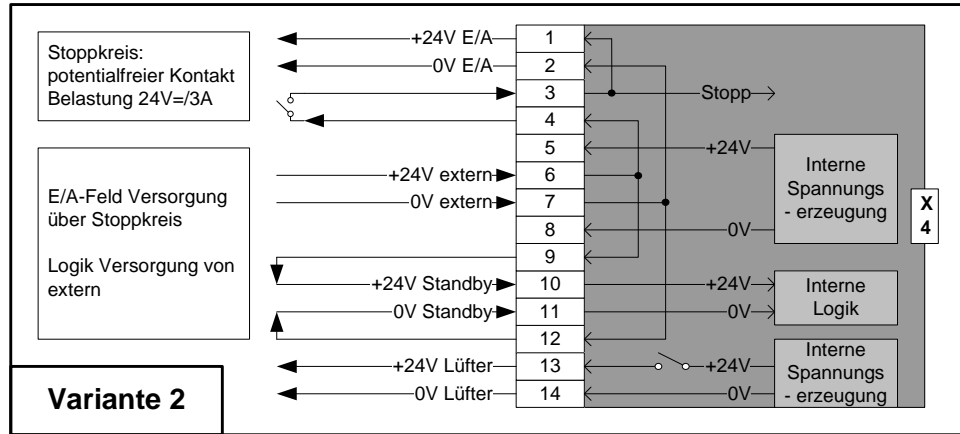 Stoppkreis:
potentialfreier Kontakt
Belastung 24V=/3A
E/A-Feld Versorgung
über Stoppkreis
Logik Versorgung von
extern
Variante 2
+24V E/A
0V E/A
+24V extern
0V extern
+24V Standby
0V Standby
+24V Lüfter
0V Lüfter
1
2
3
4
5
6
7
8
9
10
11
12
13
14
Stopp
+24V
0V
+24V
0V
+24V
0V
Interne
Spannungs
- erzeugung
Interne
Logik
Interne
Spannungs
- erzeugung
X
4